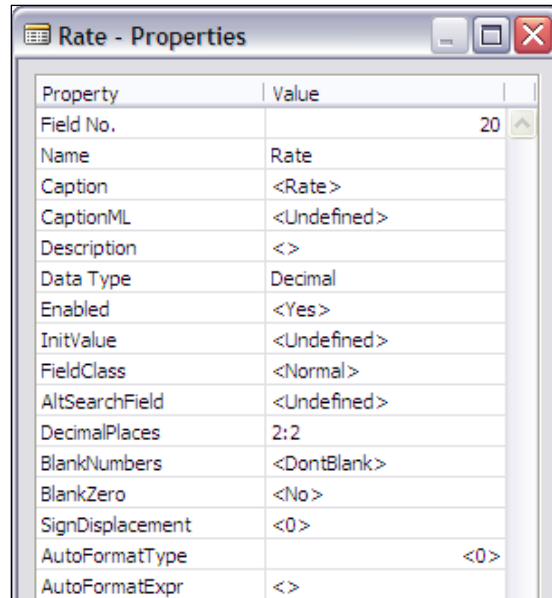 Rate - Properties
Property Value
Field No. 20
Name Rate
Caption <Rate>
CaptionML <Undefined>
Description <>
Data Type Decimal
Enabled <Yes>
InitValue <Undefined>
FieldClass <Normal>
AltSearchField <Undefined>
DecimalPlaces 2:2
BlankNumbers <DontBlank>
BlankZero <No>
SignDisplacement <0>
AutoFormatType <0>
AutoFormatExpr <>